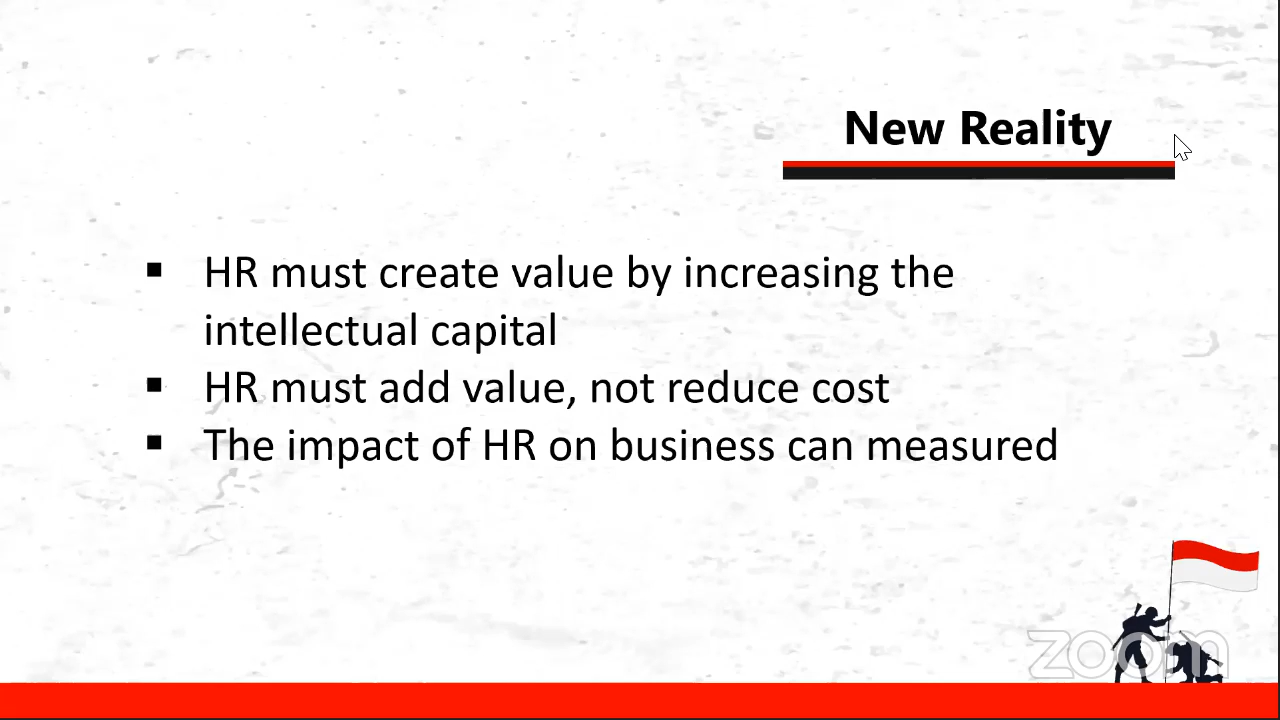 New Reality
▪ HR must create value by increasing the
intellectual capital
▪ HR must add value, not reduce cost
▪ The impact of HR on business can measured
zoom